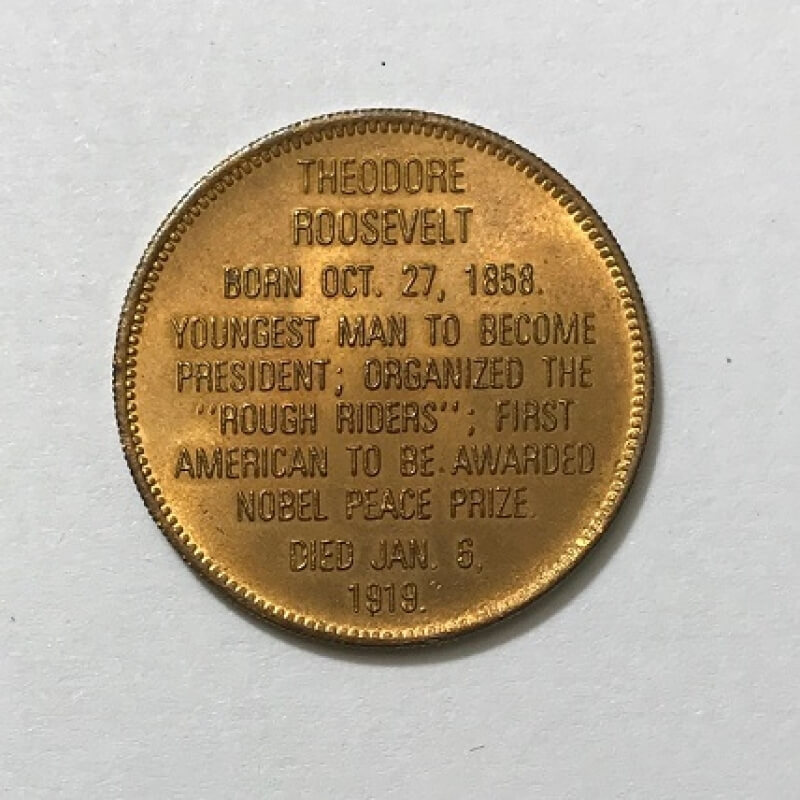 THEODORE
ROOSEVELT
BORN OCT. 27, 1858.
YOUNGEST MAN TO BECOME
PRESIDENT; ORGANIZED THE
"ROUGH RIDERS"; FIRST
AMERICAN TO BE AWARDED
NOBEL PEACE PRIZE.
DIED JAN. 6,
1919.